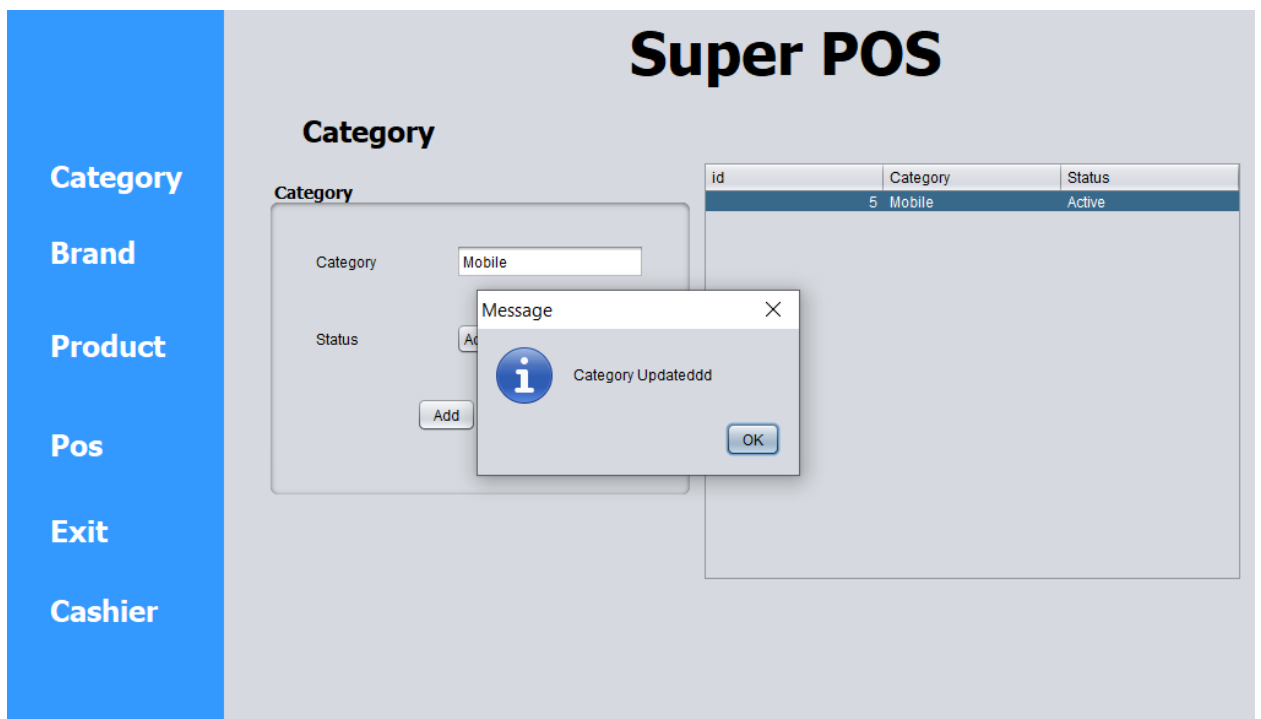 Super POS
Category
Brand
Product
Pos
Exit
Cashier
Category
Category
Category Mobile
Status
Add
id Category Status
5 Mobile Active
Message
Category Updateddd
OK